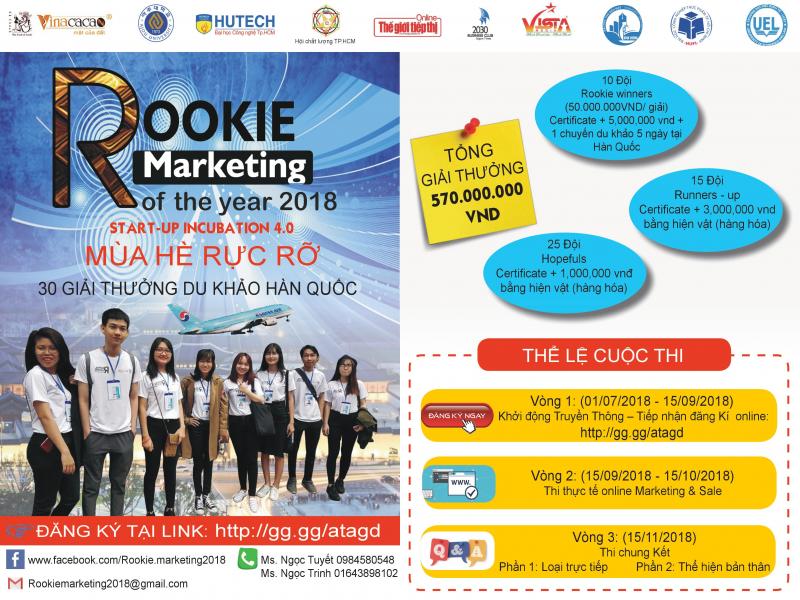 Vinacacao
mật của đất
HUTECH
Đại học Công nghệ Tp.HCM
Hội chất lượng TP.HCM
Online
Thế giới tiếp thị
2030
BUSINESS CLUB
VISTA
UEL
ROOKIE
Marketing
of the year 2018
START-UP INCUBATION 4.0
MÙA HÈ RỰC RỠ
30 GIẢI THƯỞNG DU KHẢO HÀN QUỐC
KOREAN AIR
ĐĂNG KÝ TẠI LINK: http://gg.gg/atagd
www.facebook.com/Rookie.marketing2018
Ms. Ngọc Tuyết 0984580548
Ms. Ngọc Trinh 01643898102
Rookiemarketing2018@gmail.com
TỔNG
GIẢI THƯỞNG
570.000.000
VND
10 Đội
Rookie winners
(50.000.000VND/ giải)
Certificate + 5,000,000 vnd +
1 chuyến du khảo 5 ngày tại
Hàn Quốc
15 Đội
Runners - up
Certificate + 3,000,000 vnd
bằng hiện vật (hàng hóa)
25 Đội
Hopefuls
Certificate + 1,000,000 vnđ
bằng hiện vật (hàng hóa)
THỂ LỆ CUỘC THI
ĐĂNG KÝ NGAY
Vòng 1: (01/07/2018 - 15/09/2018)
Khởi động Truyền Thông – Tiếp nhận đăng Kí online:
http://gg.gg/atagd
www.
Vòng 2: (15/09/2018 - 15/10/2018)
Thi thực tế online Marketing & Sale
Q&A
Vòng 3: (15/11/2018)
Thi chung Kết
Phần 1: Loại trực tiếp Phần 2: Thể hiện bản thân